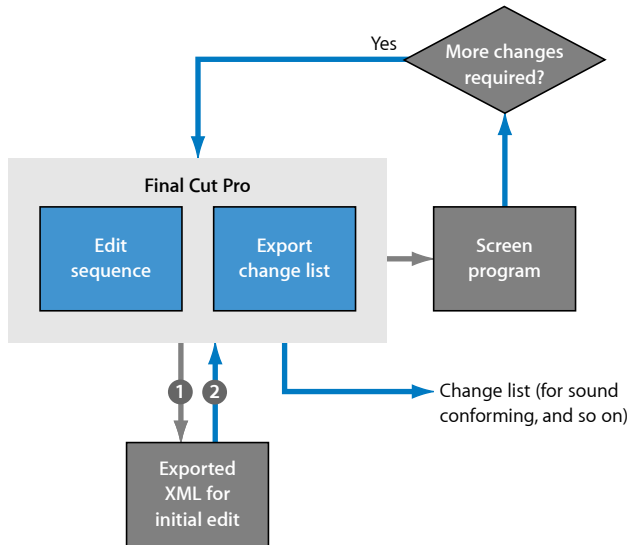 Yes
More changes
required?
Final Cut Pro
Edit
sequence
Export
change list
Screen
program
1
2
Change list (for sound
conforming, and so on)
Exported
XML for
initial edit